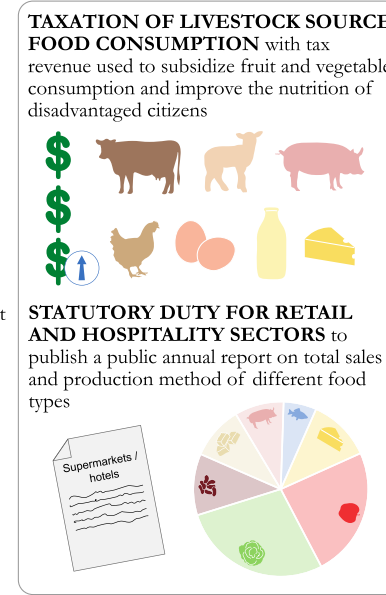 TAXATION OF LIVESTOCK SOURCE
FOOD CONSUMPTION with tax
revenue used to subsidize fruit and vegetable
consumption and improve the nutrition of
disadvantaged citizens
$
$
$
t
STATUTORY DUTY FOR RETAIL
AND HOSPITALITY SECTORS to
publish a public annual report on total sales
and production method of different food
types
Supermarkets /
hotels